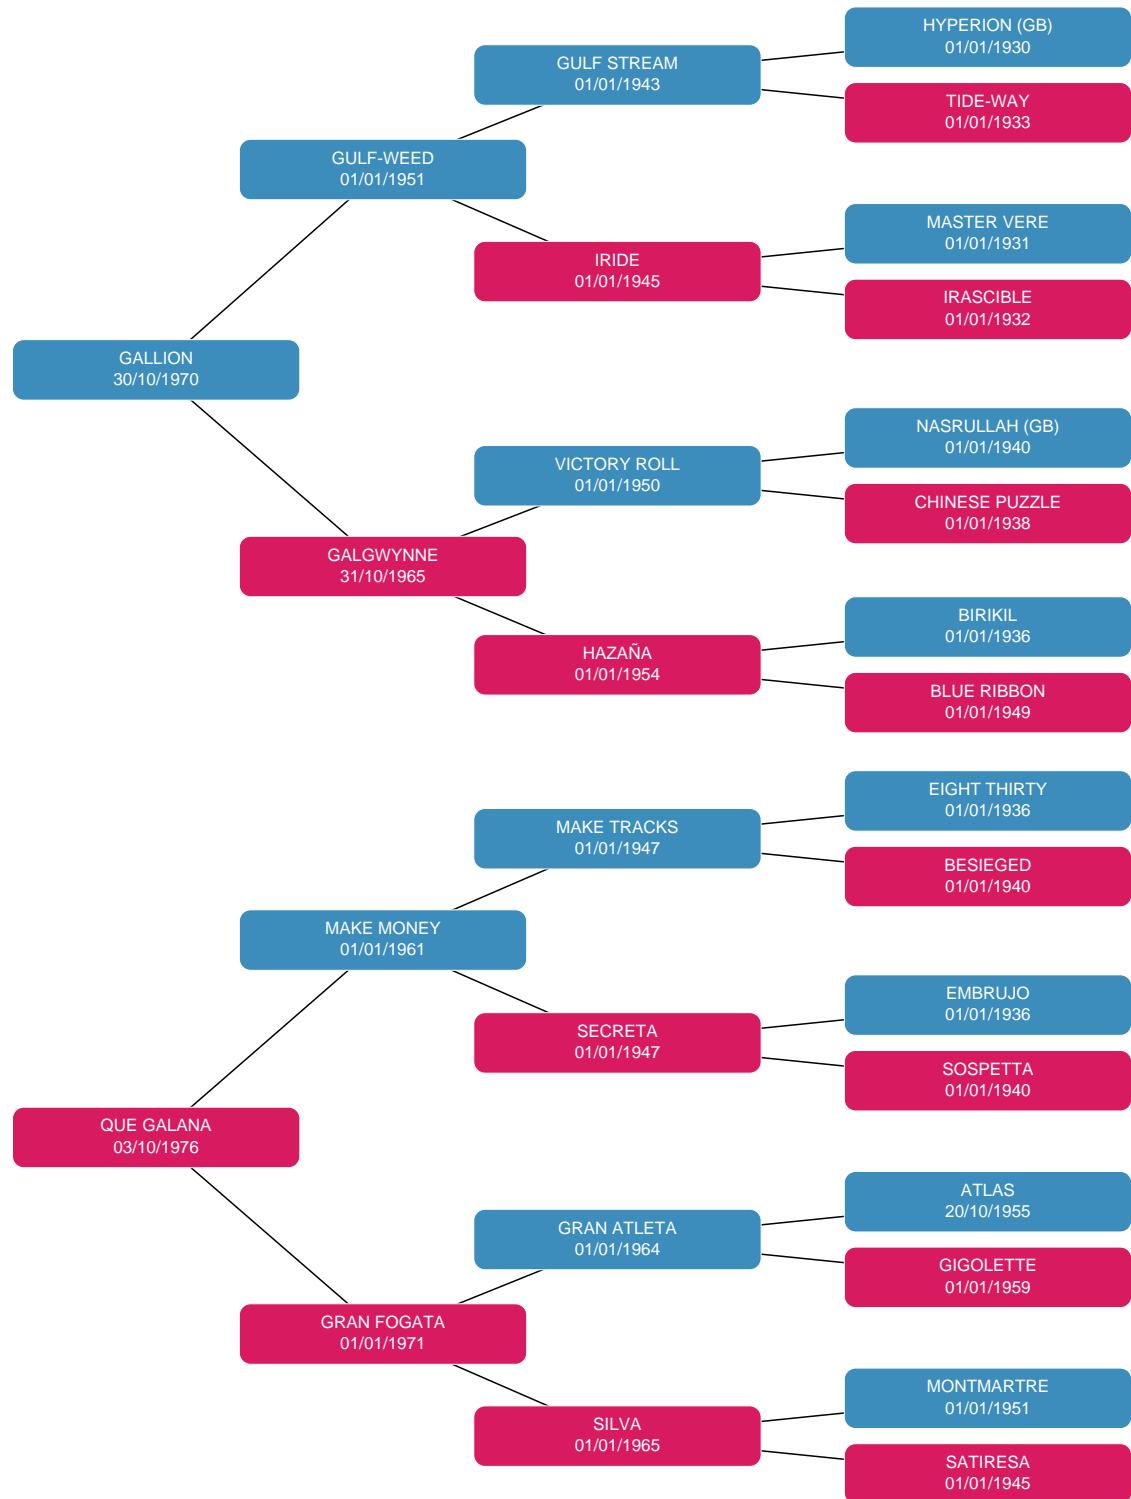 HYPERION (GB)
01/01/1930
GULF STREAM
01/01/1943
TIDE-WAY
01/01/1933
GULF-WEED
01/01/1951
MASTER VERE
01/01/1931
IRIDE
01/01/1945
IRASCIBLE
01/01/1932
GALLION
30/10/1970
NASRULLAH (GB)
01/01/1940
VICTORY ROLL
01/01/1950
CHINESE PUZZLE
01/01/1938
GALGWYNNE
31/10/1965
BIRIKIL
01/01/1936
HAZAÑA
01/01/1954
BLUE RIBBON
01/01/1949
EIGHT THIRTY
01/01/1936
MAKE TRACKS
01/01/1947
BESIEGED
01/01/1940
MAKE MONEY
01/01/1961
EMBRUJO
01/01/1936
SECRETA
01/01/1947
SOSPETTA
01/01/1940
QUE GALANA
03/10/1976
ATLAS
20/10/1955
GRAN ATLETA
01/01/1964
GIGOLETTE
01/01/1959
GRAN FOGATA
01/01/1971
MONTMARTRE
01/01/1951
SILVA
01/01/1965
SATIRESA
01/01/1945